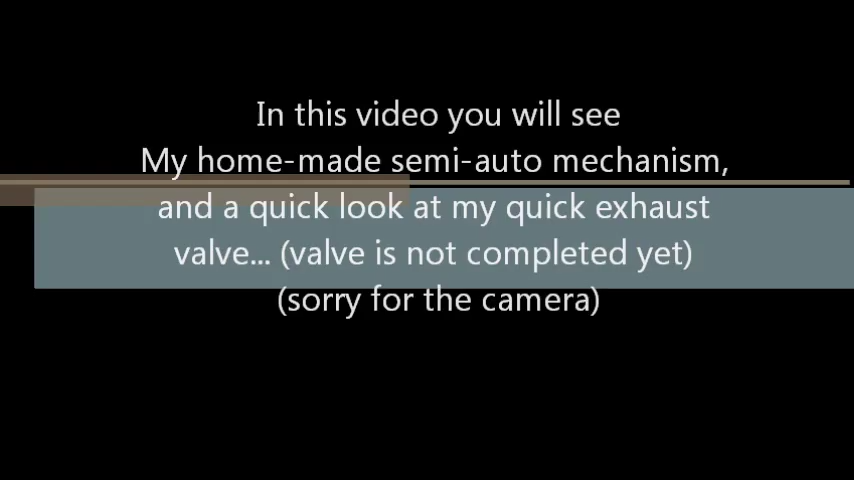 In this video you will see
My home-made semi-auto mechanism,
and a quick look at my quick exhaust
valve... (valve is not completed yet)
(sorry for the camera)